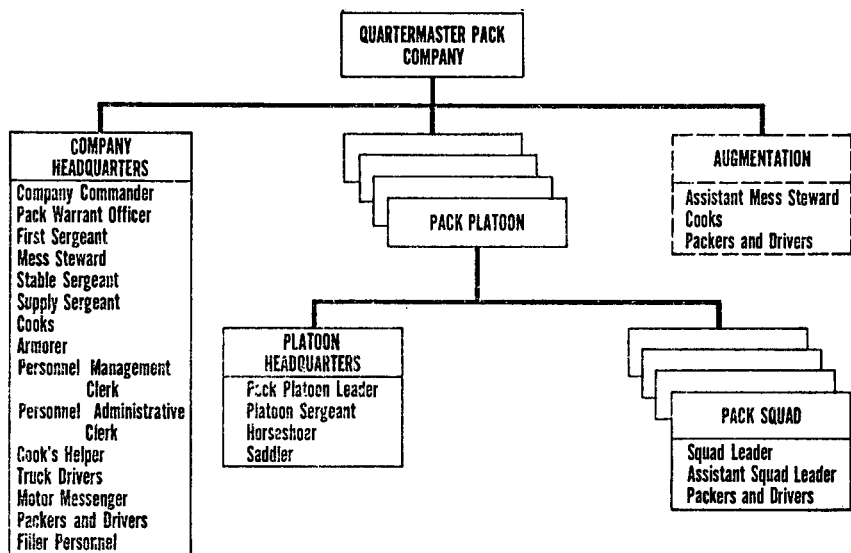 QUARTERMASTER PACK
COMPANY
COMPANY
HEADQUARTERS
Company Commander
Pack Warrant Officer
First Sergeant
Mess Steward
Stable Sergeant
Supply Sergeant
Cooks
Armorer
Personnel Management
Clerk
Personnel Administrative
Clerk
Cook's Helper
Truck Drivers
Motor Messenger
Packers and Drivers
Filler Personnel
PACK PLATOON
AUGMENTATION
Assistant Mess Steward
Cooks
Packers and Drivers
PLATOON
HEADQUARTERS
Pack Platoon Leader
Platoon Sergeant
Horseshoer
Saddler
PACK SQUAD
Squad Leader
Assistant Squad Leader
Packers and Drivers